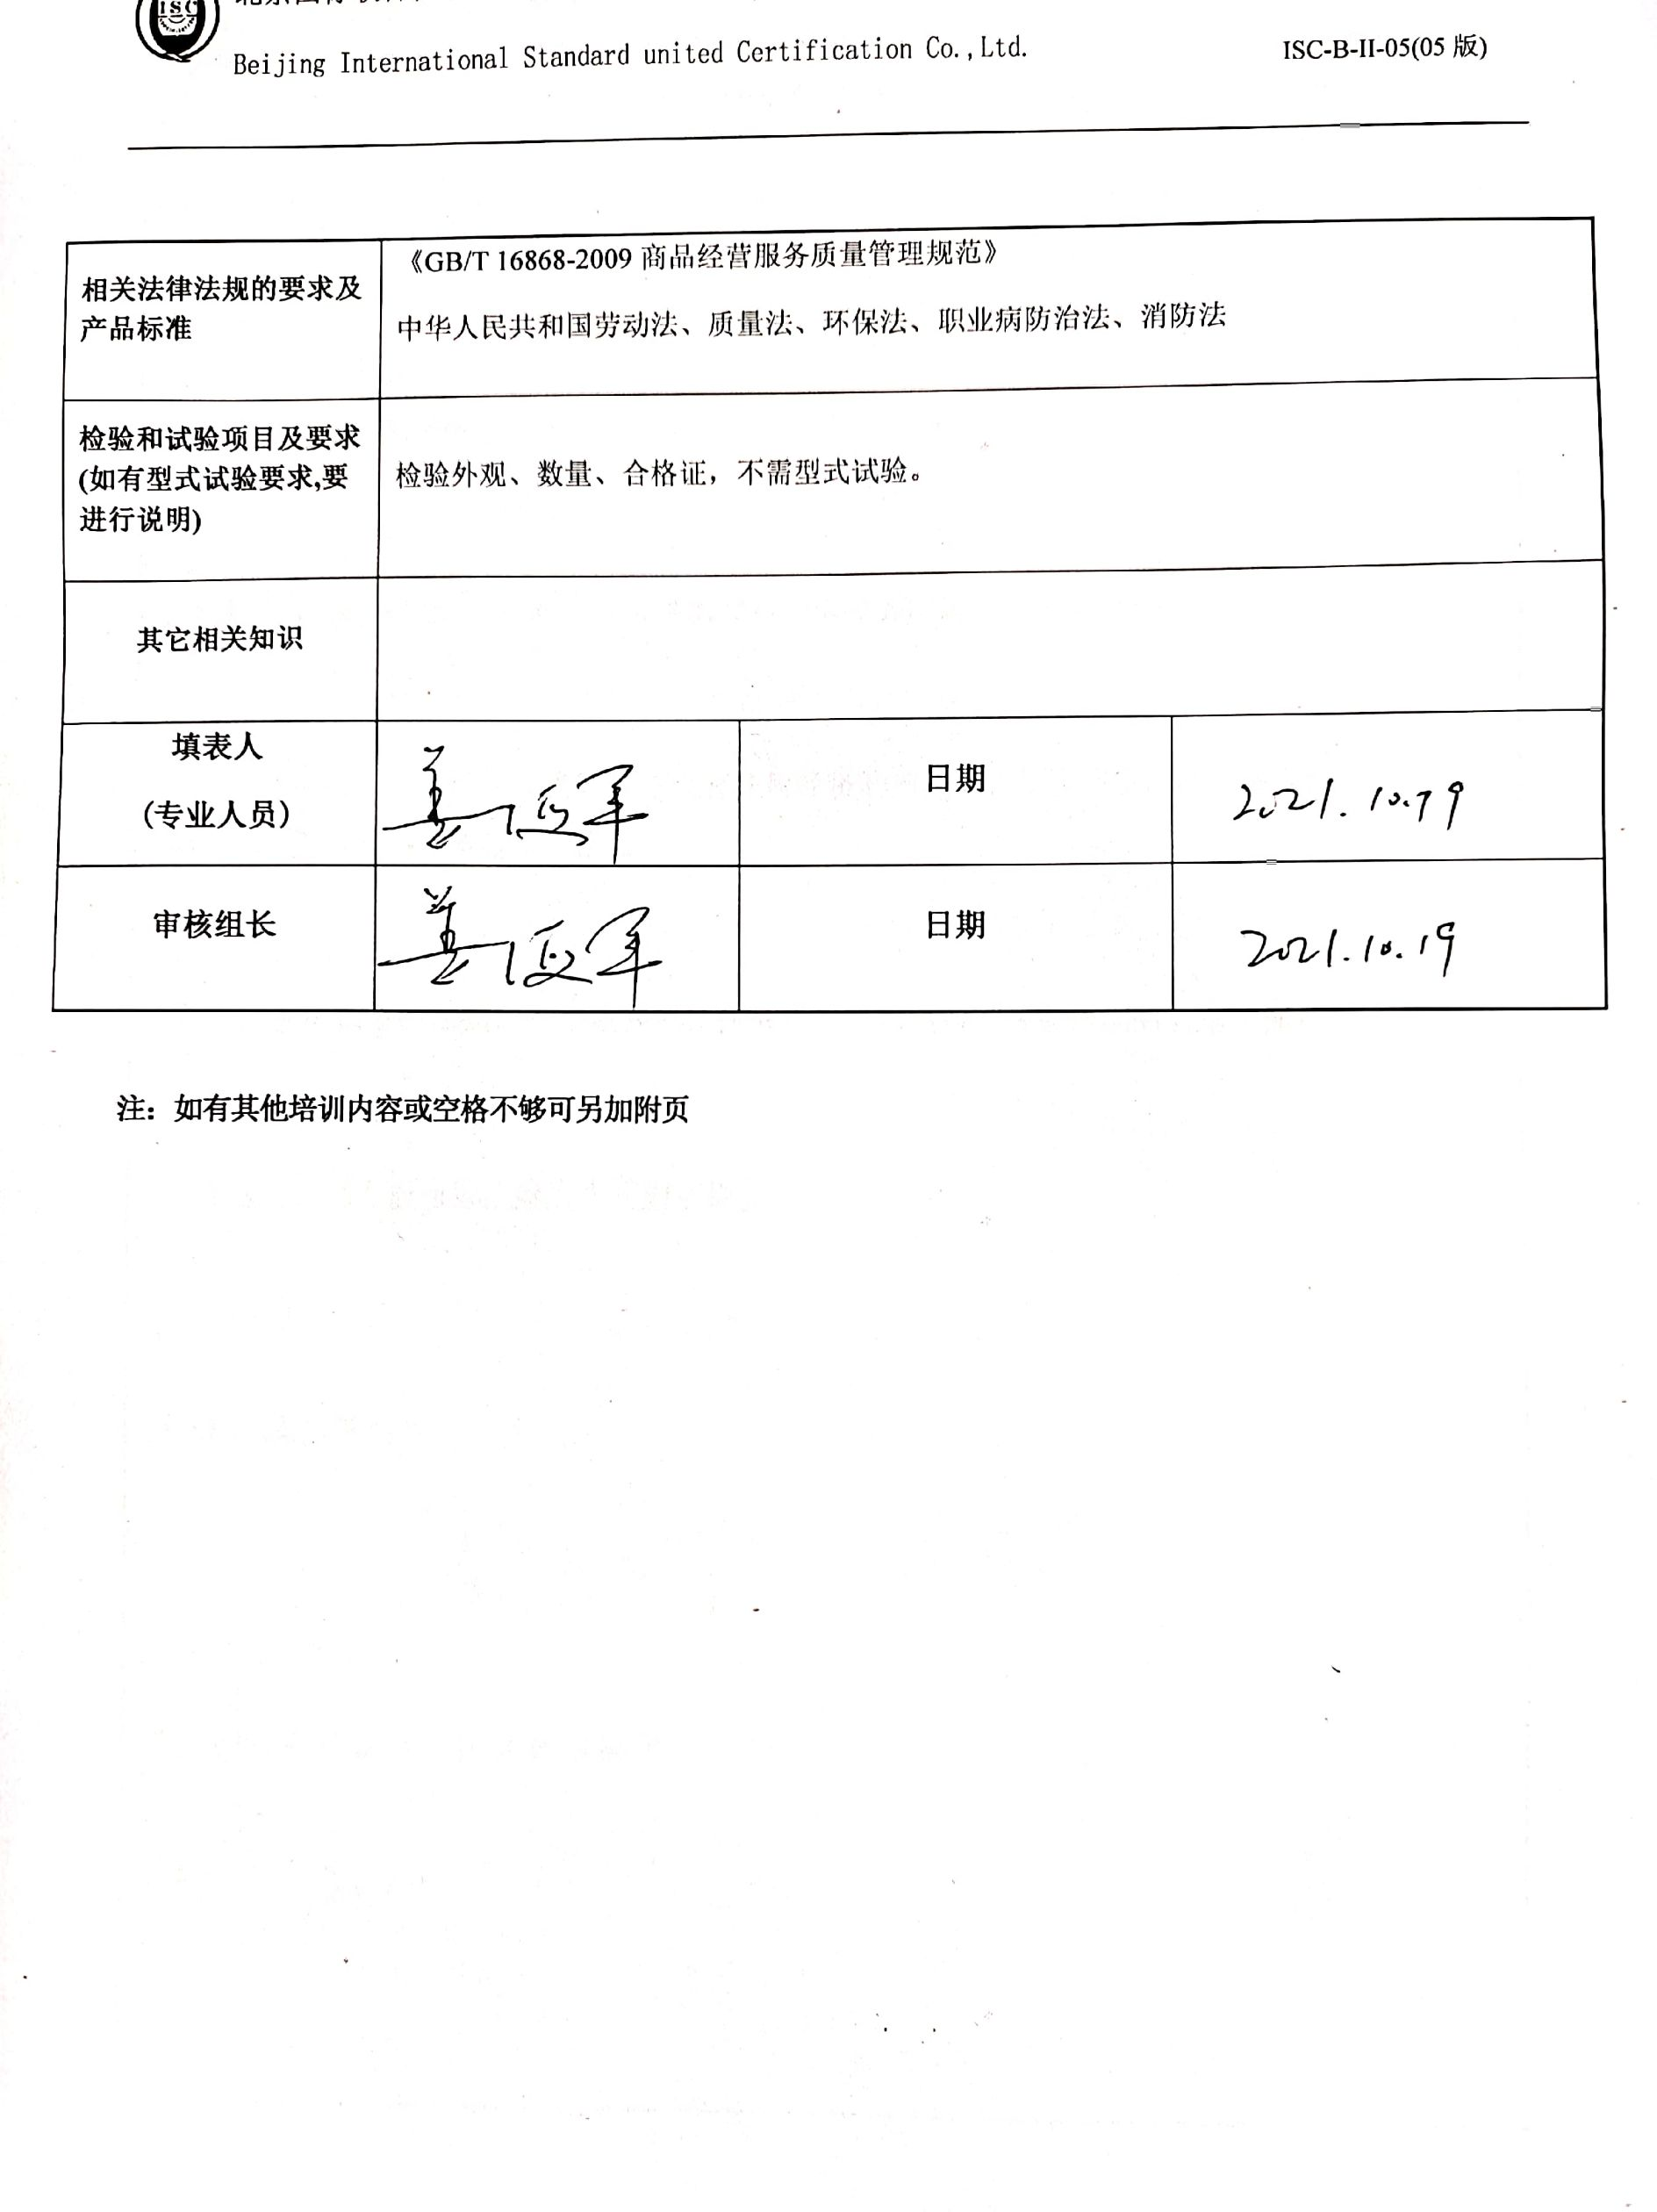 ISC
Beijing International Standard united Certification Co.,Ltd.
ISC-B-II-05(05 版)
相关法律法规的要求及
产品标准
《GB/T 16868-2009 商品经营服务质量管理规范》
中华人民共和国劳动法、质量法、环保法、职业病防治法、消防法
检验和试验项目及要求
(如有型式试验要求,要
进行说明)
检验外观、数量、合格证，不需型式试验。
其它相关知识
填表人
(专业人员)
日期
2021.10.19
审核组长
日期
2021.10.19
注：如有其他培训内容或空格不够可另加附页